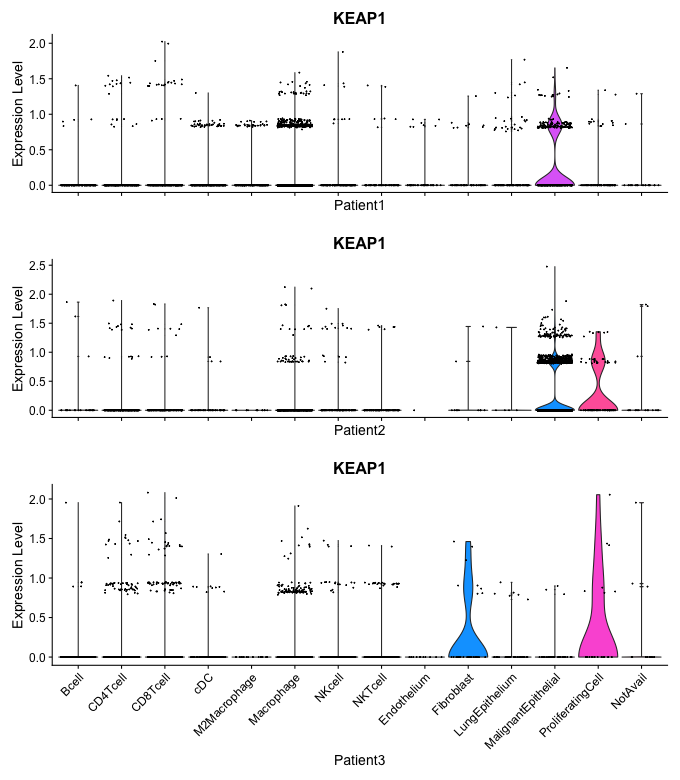 KEAP1
Expression Level
2.0
1.5
1.0
0.5
0.0
Patient1
KEAP1
Expression Level
2.5
2.0
1.5
1.0
0.5
0.0
Patient2
KEAP1
Expression Level
2.0
1.5
1.0
0.5
0.0
Bcell
CD4Tcell
CD8Tcell
cDC
M2Macrophage
Macrophage
NKcell
NKTcell
Endothelium
Fibroblast
LungEpithelium
MalignantEpithelial
ProliferatingCell
NotAvail
Patient3